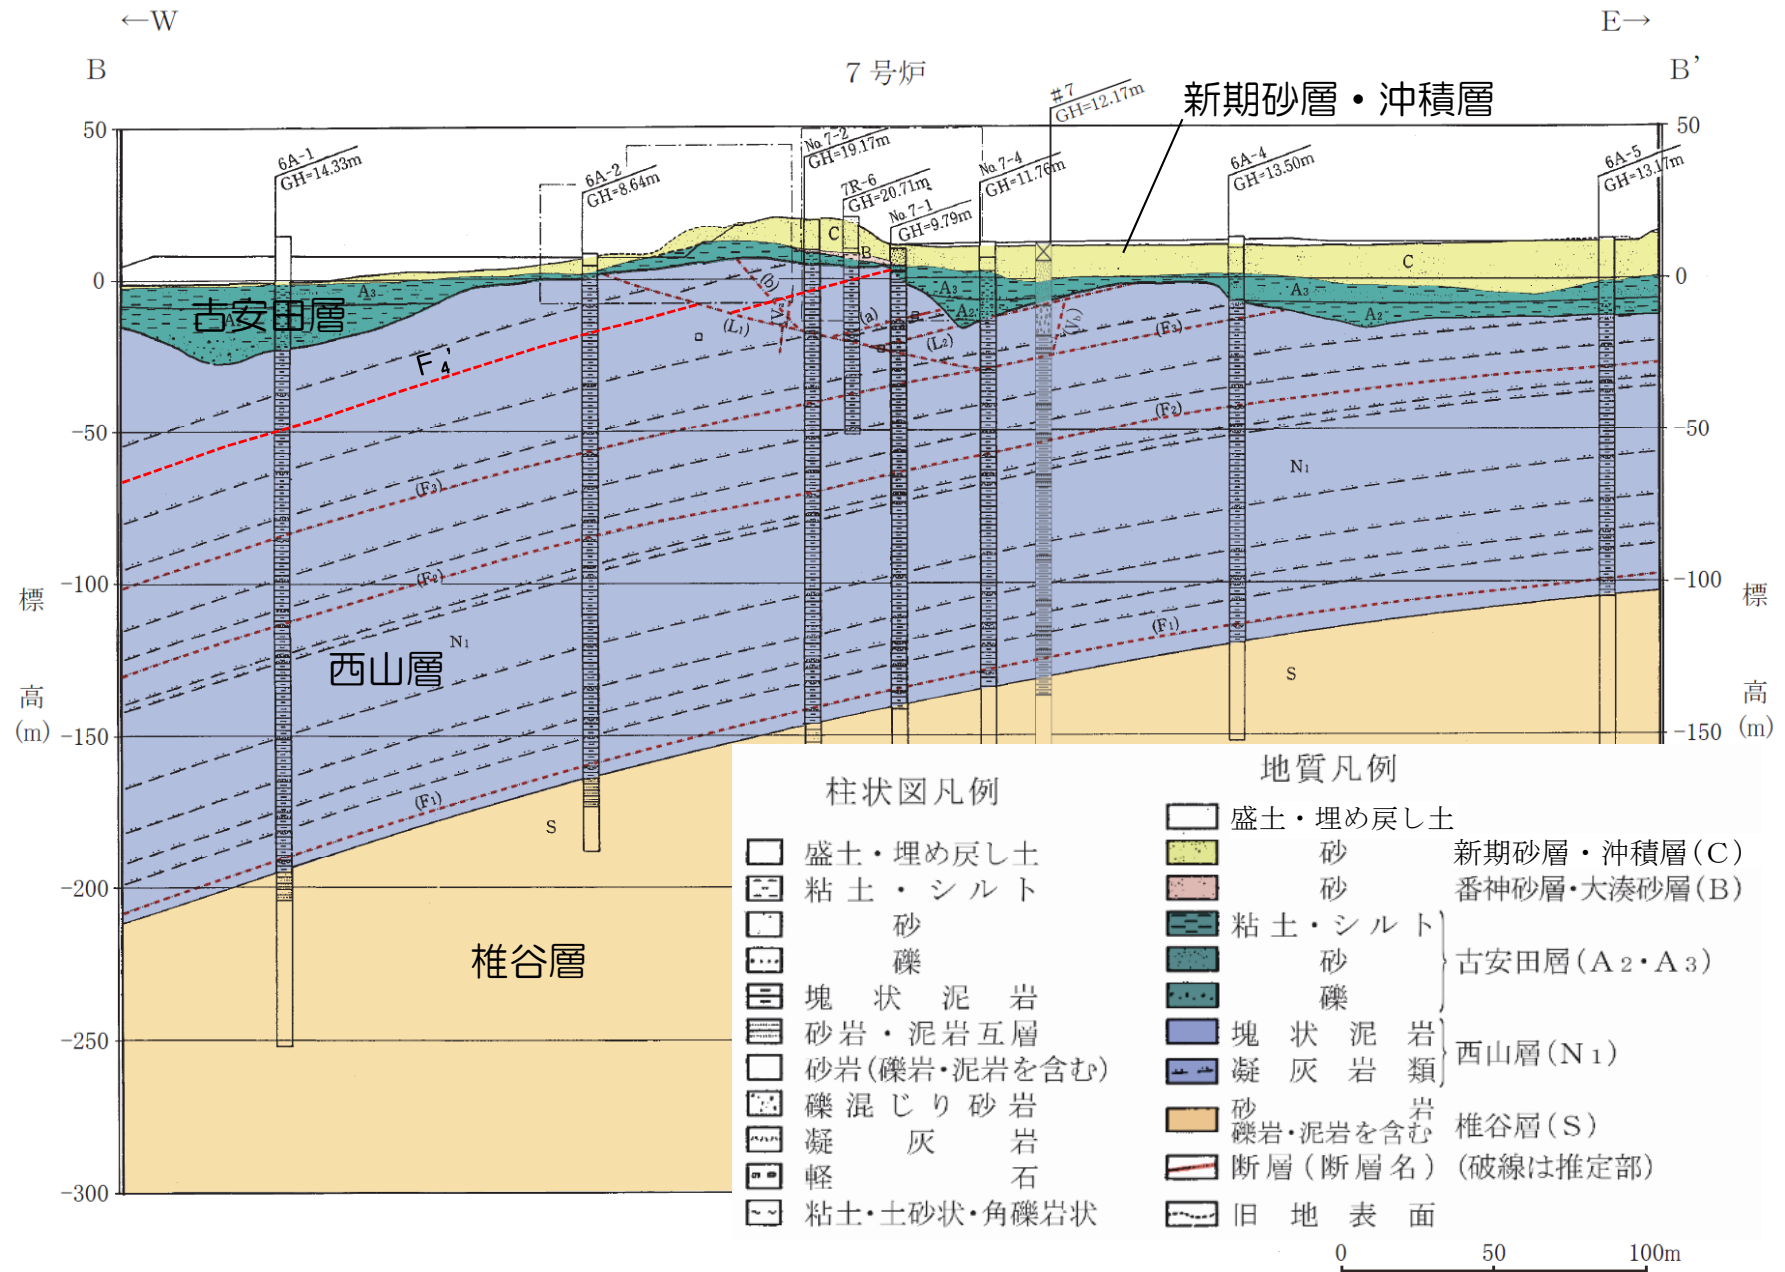 ←W
E→
B
7号炉
B'
#7
GH=12.17m
新期砂層・沖積層
50
50
6A-1
GH=14.33m
6A-2
GH=8.64m
No.7-2
GH=19.17m
7R-6
GH=20.71m
No.7-1
GH=9.79m
No.7-4
GH=11.76m
6A-4
GH=13.50m
6A-5
GH=13.17m
C
B
C
0
0
A3
古安田層
A3
A2
A3
A2
(b)
(a)
(L1)
(L2)
(F3)
F4'
-50
-50
(F2)
(F3)
N1
-100
-100
(F2)
標
高
(m)
標
高
(m)
N1
西山層
(F1)
S
-150
-150
(F1)
S
-200
椎谷層
-250
-300
柱状図凡例
盛土・埋め戻し土
粘土・シルト
砂
礫
塊状泥岩
砂岩・泥岩互層
砂岩(礫岩・泥岩を含む)
礫混じり砂岩
凝灰岩
軽石
粘土・土砂状・角礫岩状
地質凡例
盛土・埋め戻し土
砂 新期砂層・沖積層(C)
砂 番神砂層・大湊砂層(B)
粘土・シルト
砂 古安田層(A2・A3)
礫
塊状泥岩
西山層(N1)
凝灰岩類
砂岩
礫岩・泥岩を含む 椎谷層(S)
断層(断層名)(破線は推定部)
旧地表面
0 50 100m